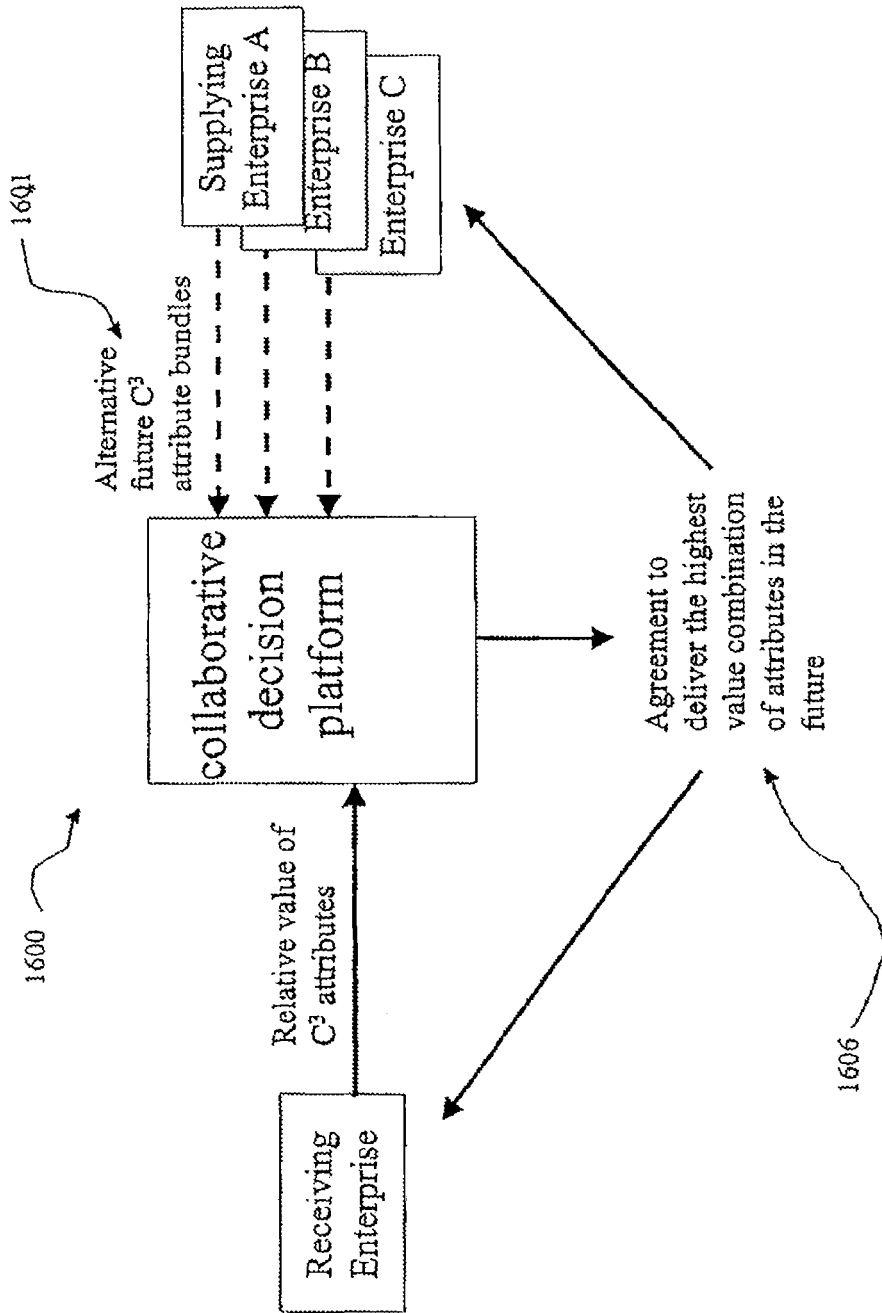 1600
1601
Alternative
future C³
attribute bundles
Receiving
Enterprise
Relative value of
C³ attributes
collaborative
decision
platform
Supplying
Enterprise A
Enterprise B
Enterprise C
Agreement to
deliver the highest
value combination
of attributes in the
future
1606